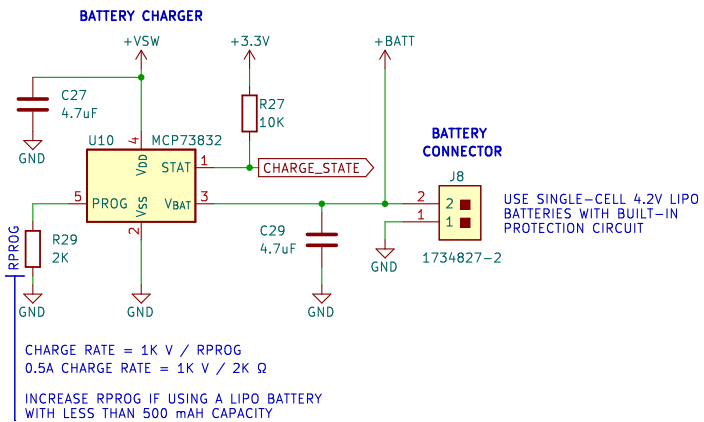 BATTERY CHARGER
+VSW
+3.3V
+BATT
C27
4.7uF
GND
R27
10K
U10
MCP73832
4
VDD
STAT
1
CHARGE_STATE
5
PROG
VSS
VBAT
3
2
BATTERY
CONNECTOR
J8
2
2
1
1
1734827-2
GND
USE SINGLE-CELL 4.2V LIPO
BATTERIES WITH BUILT-IN
PROTECTION CIRCUIT
RPROG
R29
2K
GND
GND
C29
4.7uF
GND
CHARGE RATE = 1K V / RPROG
0.5A CHARGE RATE = 1K V / 2K Ω
INCREASE RPROG IF USING A LIPO BATTERY
WITH LESS THAN 500 mAH CAPACITY